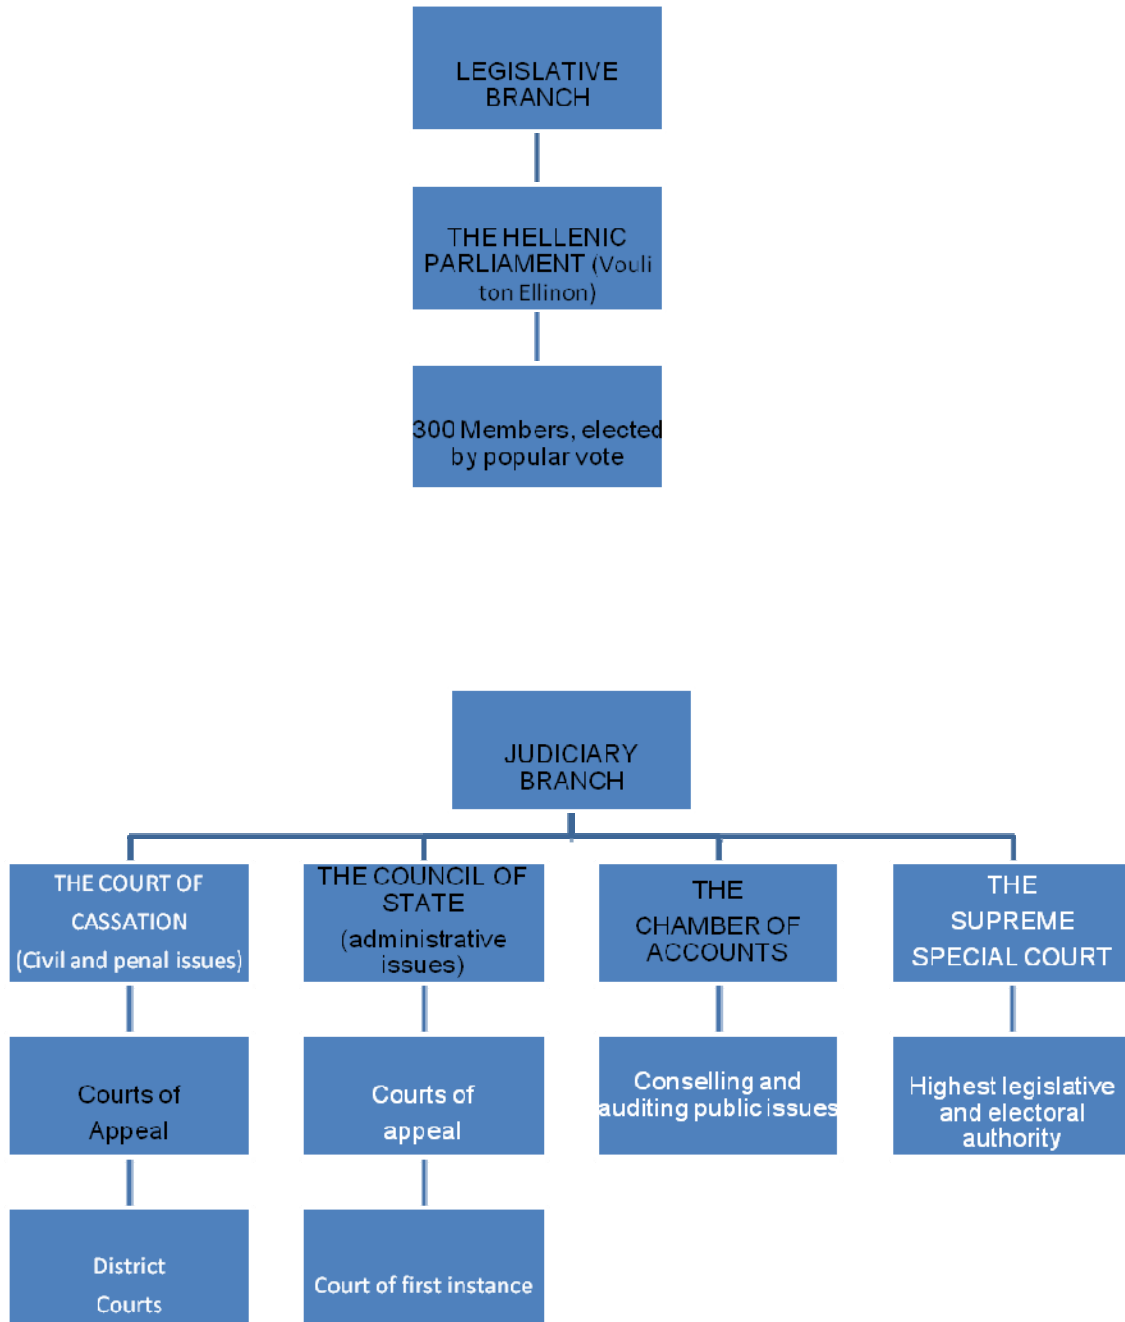 LEGISLATIVE
BRANCH
THE HELLENIC
PARLIAMENT (Vouli
ton Ellinon)
300 Members, elected
by popular vote
JUDICIARY
BRANCH
THE COURT OF
CASSATION
(Civil and penal issues)
THE COUNCIL OF
STATE
(administrative
issues)
THE
CHAMBER OF
ACCOUNTS
THE
SUPREME
SPECIAL COURT
Courts of
Appeal
Courts of
appeal
Conselling and
auditing public issues
Highest legislative
and electoral
authority
District
Courts
Court of first instance